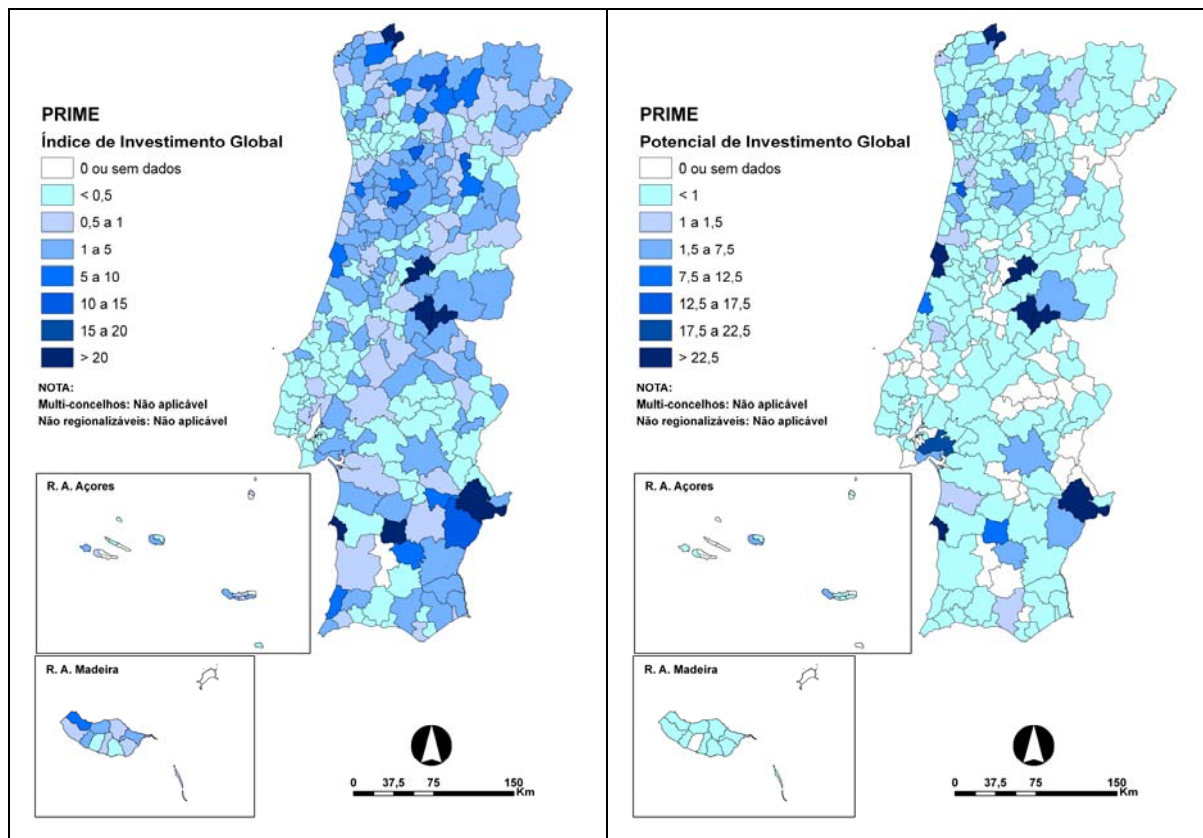 PRIME
Índice de Investimento Global
0 ou sem dados
< 0,5
0,5 a 1
1 a 5
5 a 10
10 a 15
15 a 20
> 20
NOTA:
Multi-concelhos: Não aplicável
Não regionalizáveis: Não aplicável
R. A. Açores
R. A. Madeira
0 37,5 75 150
Km
PRIME
Potencial de Investimento Global
0 ou sem dados
< 1
1 a 1,5
1,5 a 7,5
7,5 a 12,5
12,5 a 17,5
17,5 a 22,5
> 22,5
NOTA:
Multi-concelhos: Não aplicável
Não regionalizáveis: Não aplicável
R. A. Açores
R. A. Madeira
0 37,5 75 150
Km